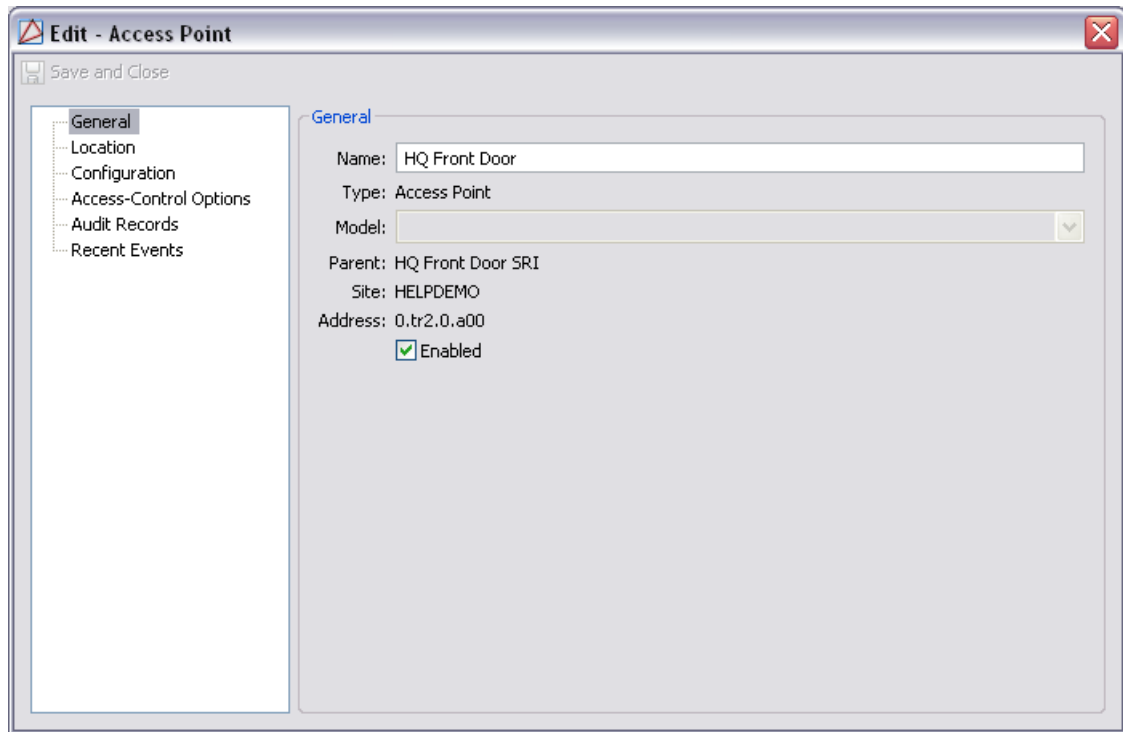 Edit - Access Point
Save and Close
General
Location
Configuration
Access-Control Options
Audit Records
Recent Events
General
Name: HQ Front Door
Type: Access Point
Model:
Parent: HQ Front Door SRI
Site: HELPDEMO
Address: 0.tr2.0.a00
Enabled